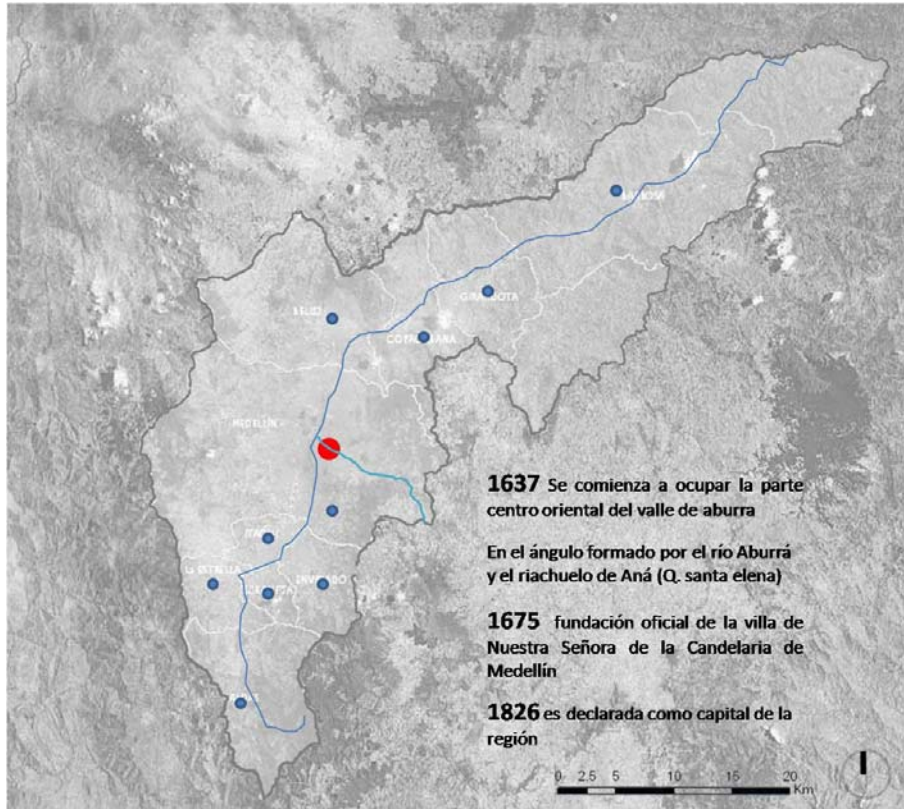 BELLO
COPACABANA
MEDELLÍN
1637 Se comienza a ocupar la parte
centro oriental del valle de aburra
En el ángulo formado por el río Aburrá
y el riachuelo de Aná (Q. santa elena)
LA ESTRELLA
ENVIGADO
1675 fundación oficial de la villa de
Nuestra Señora de la Candelaria de
Medellín
1826 es declarada como capital de la
región
0 2.5 5 10 15 20
Km